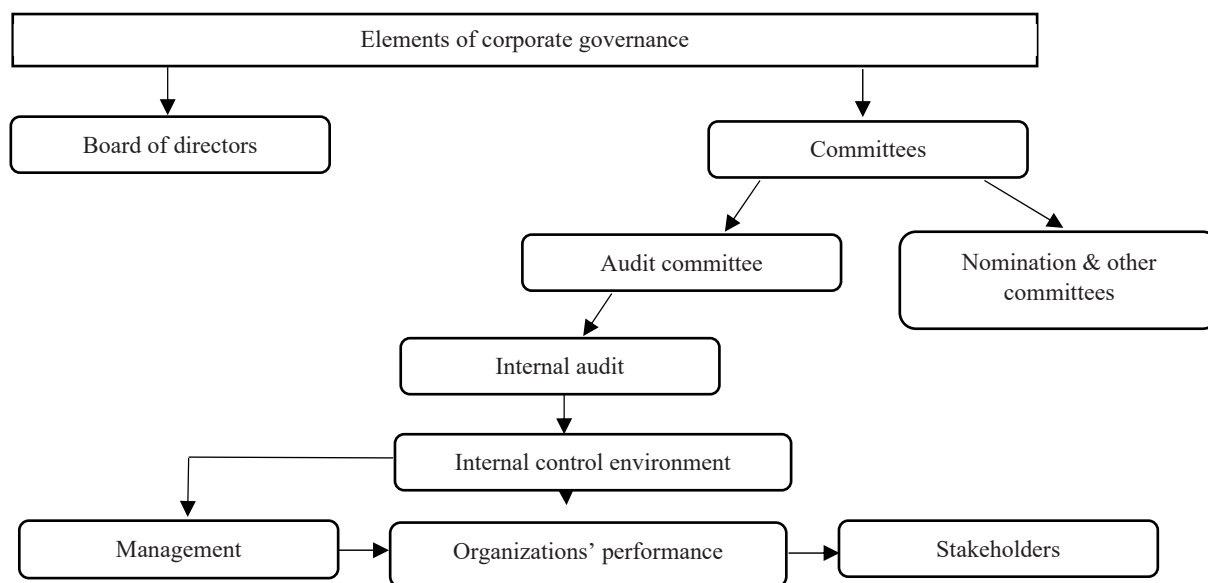 Elements of corporate governance
Board of directors
Committees
Audit committee
Nomination & other
committees
Internal audit
Internal control environment
Management
Organizations’ performance
Stakeholders